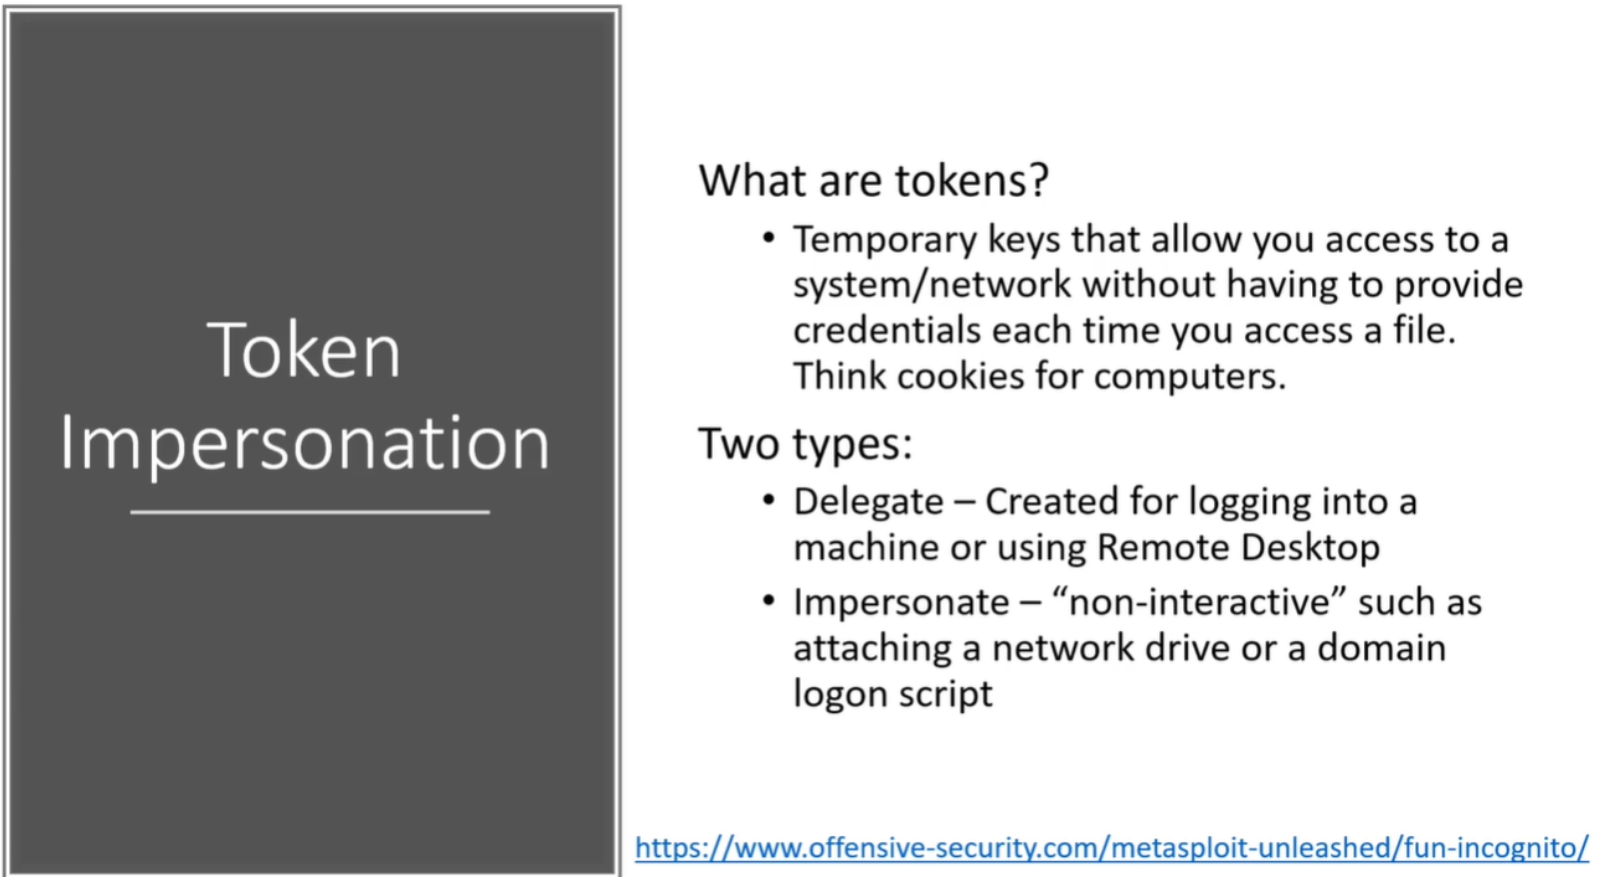 Token
Impersonation
What are tokens?
• Temporary keys that allow you access to a
system/network without having to provide
credentials each time you access a file.
Think cookies for computers.
Two types:
• Delegate – Created for logging into a
machine or using Remote Desktop
• Impersonate – “non-interactive” such as
attaching a network drive or a domain
logon script
https://www.offensive-security.com/metasploit-unleashed/fun-incognito/